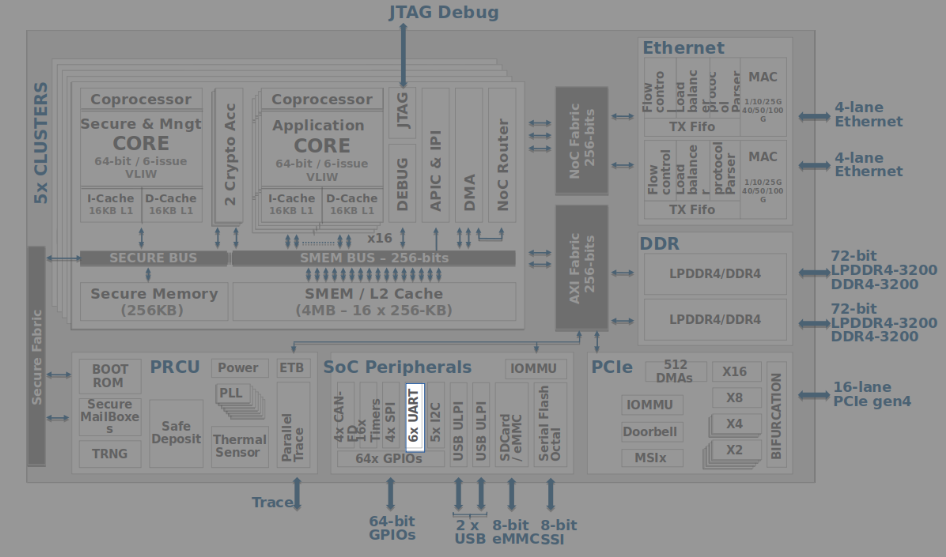 JTAG Debug
5x CLUSTERS
Coprocessor
Secure & Mngt
CORE
64-bit / 6-issue
VLIW
I-Cache
16KB L1
D-Cache
16KB L1
2 Crypto Acc
Coprocessor
Application
CORE
64-bit / 6-issue
VLIW
I-Cache
16KB L1
D-Cache
16KB L1
x16
JTAG
DEBUG
APIC & IPI
DMA
NoC Router
SECURE BUS
SMEM BUS – 256-bits
Secure Memory
(256KB)
SMEM / L2 Cache
(4MB – 16 x 256-KB)
NoC Fabric
256-bits
AXI Fabric
256-bits
Secure Fabric
Ethernet
Flow
contro
l
Load
balanc
er
protoc
ol
Parser
MAC
1/10/25G
40/50/100
G
TX Fifo
Flow
control
Load
balance
r
protocol
Parser
MAC
1/10/25G
40/50/100
G
TX Fifo
4-lane
Ethernet
4-lane
Ethernet
DDR
LPDDR4/DDR4
LPDDR4/DDR4
72-bit
LPDDR4-3200
DDR4-3200
72-bit
LPDDR4-3200
DDR4-3200
BOOT
ROM
PRCU
Secure
MailBoxe
s
TRNG
Safe
Deposit
Power
PLL
Thermal
Sensor
ETB
Parallel
Trace
SoC Peripherals
IOMMU
4x CAN-
FD
16x
Timers
4x SPI
6x UART
5x I2C
64x GPIOs
USB ULPI
USB ULPI
SDCard
/ eMMC
Serial Flash
Octal
PCIe
512
DMAs
X16
IOMMU
X8
Doorbell
X4
MSIx
X2
BIFURCATION
16-lane
PCIe gen4
Trace
64-bit
GPIOs
2 x
USB
8-bit
eMMC
8-bit
SSI